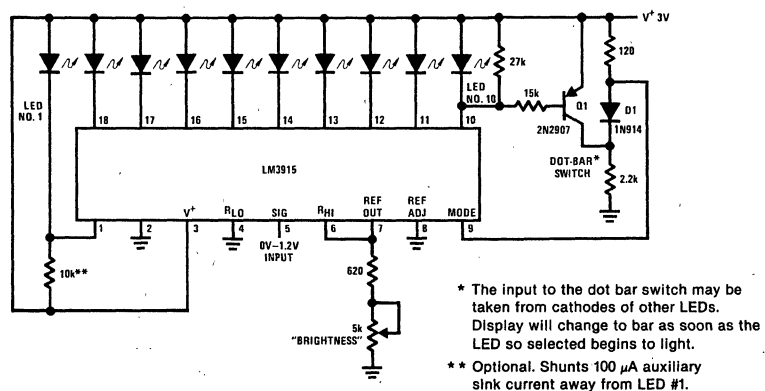 V+ 3V
120
27k
LED
NO. 10
15k
Q1
2N2907
D1
1N914
LED
NO. 1
18
17
16
15
14
13
12
11
10
DOT-BAR*
SWITCH
2.2k
LM3915
V+
RLO
SIG
RHI
REF
OUT
REF
ADJ
MODE
1
2
3
4
5
6
7
8
9
0V–1.2V
INPUT
10k**
620
5k
"BRIGHTNESS"
* The input to the dot bar switch may be
taken from cathodes of other LEDs.
Display will change to bar as soon as the
LED so selected begins to light.
** Optional. Shunts 100 μA auxiliary
sink current away from LED #1.